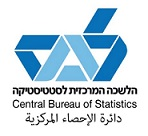 הלשכה המרכזית לסטטיסטיקה
Central Bureau of Statistics
دائرة الإحصاء المركزية